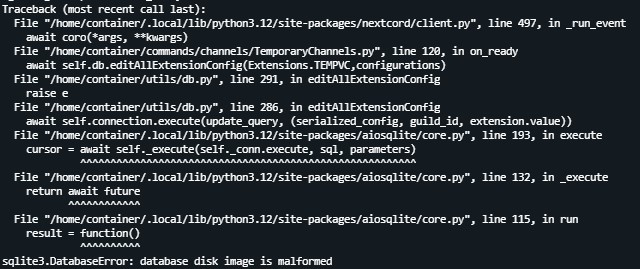 Traceback (most recent call last):
  File "/home/container/.local/lib/python3.12/site-packages/nextcord/client.py", line 497, in _run_event
    await coro(*args, **kwargs)
  File "/home/container/commands/channels/TemporaryChannels.py", line 120, in on_ready
    await self.db.editAllExtensionConfig(Extensions.TEMPVC,configurations)
  File "/home/container/utils/db.py", line 291, in editAllExtensionConfig
    raise e
  File "/home/container/utils/db.py", line 286, in editAllExtensionConfig
    await self.connection.execute(update_query, (serialized_config, guild_id, extension.value))
  File "/home/container/.local/lib/python3.12/site-packages/aiosqlite/core.py", line 193, in execute
    cursor = await self._execute(self._conn.execute, sql, parameters)
             ^^^^^^^^^^^^^^^^^^^^^^^^^^^^^^^^^^^^^^^^^^^^^^^^^^^^^^^^
  File "/home/container/.local/lib/python3.12/site-packages/aiosqlite/core.py", line 132, in _execute
    return await future
           ^^^^^^^^^^^^
  File "/home/container/.local/lib/python3.12/site-packages/aiosqlite/core.py", line 115, in run
    result = function()
             ^^^^^^^^^^
sqlite3.DatabaseError: database disk image is malformed